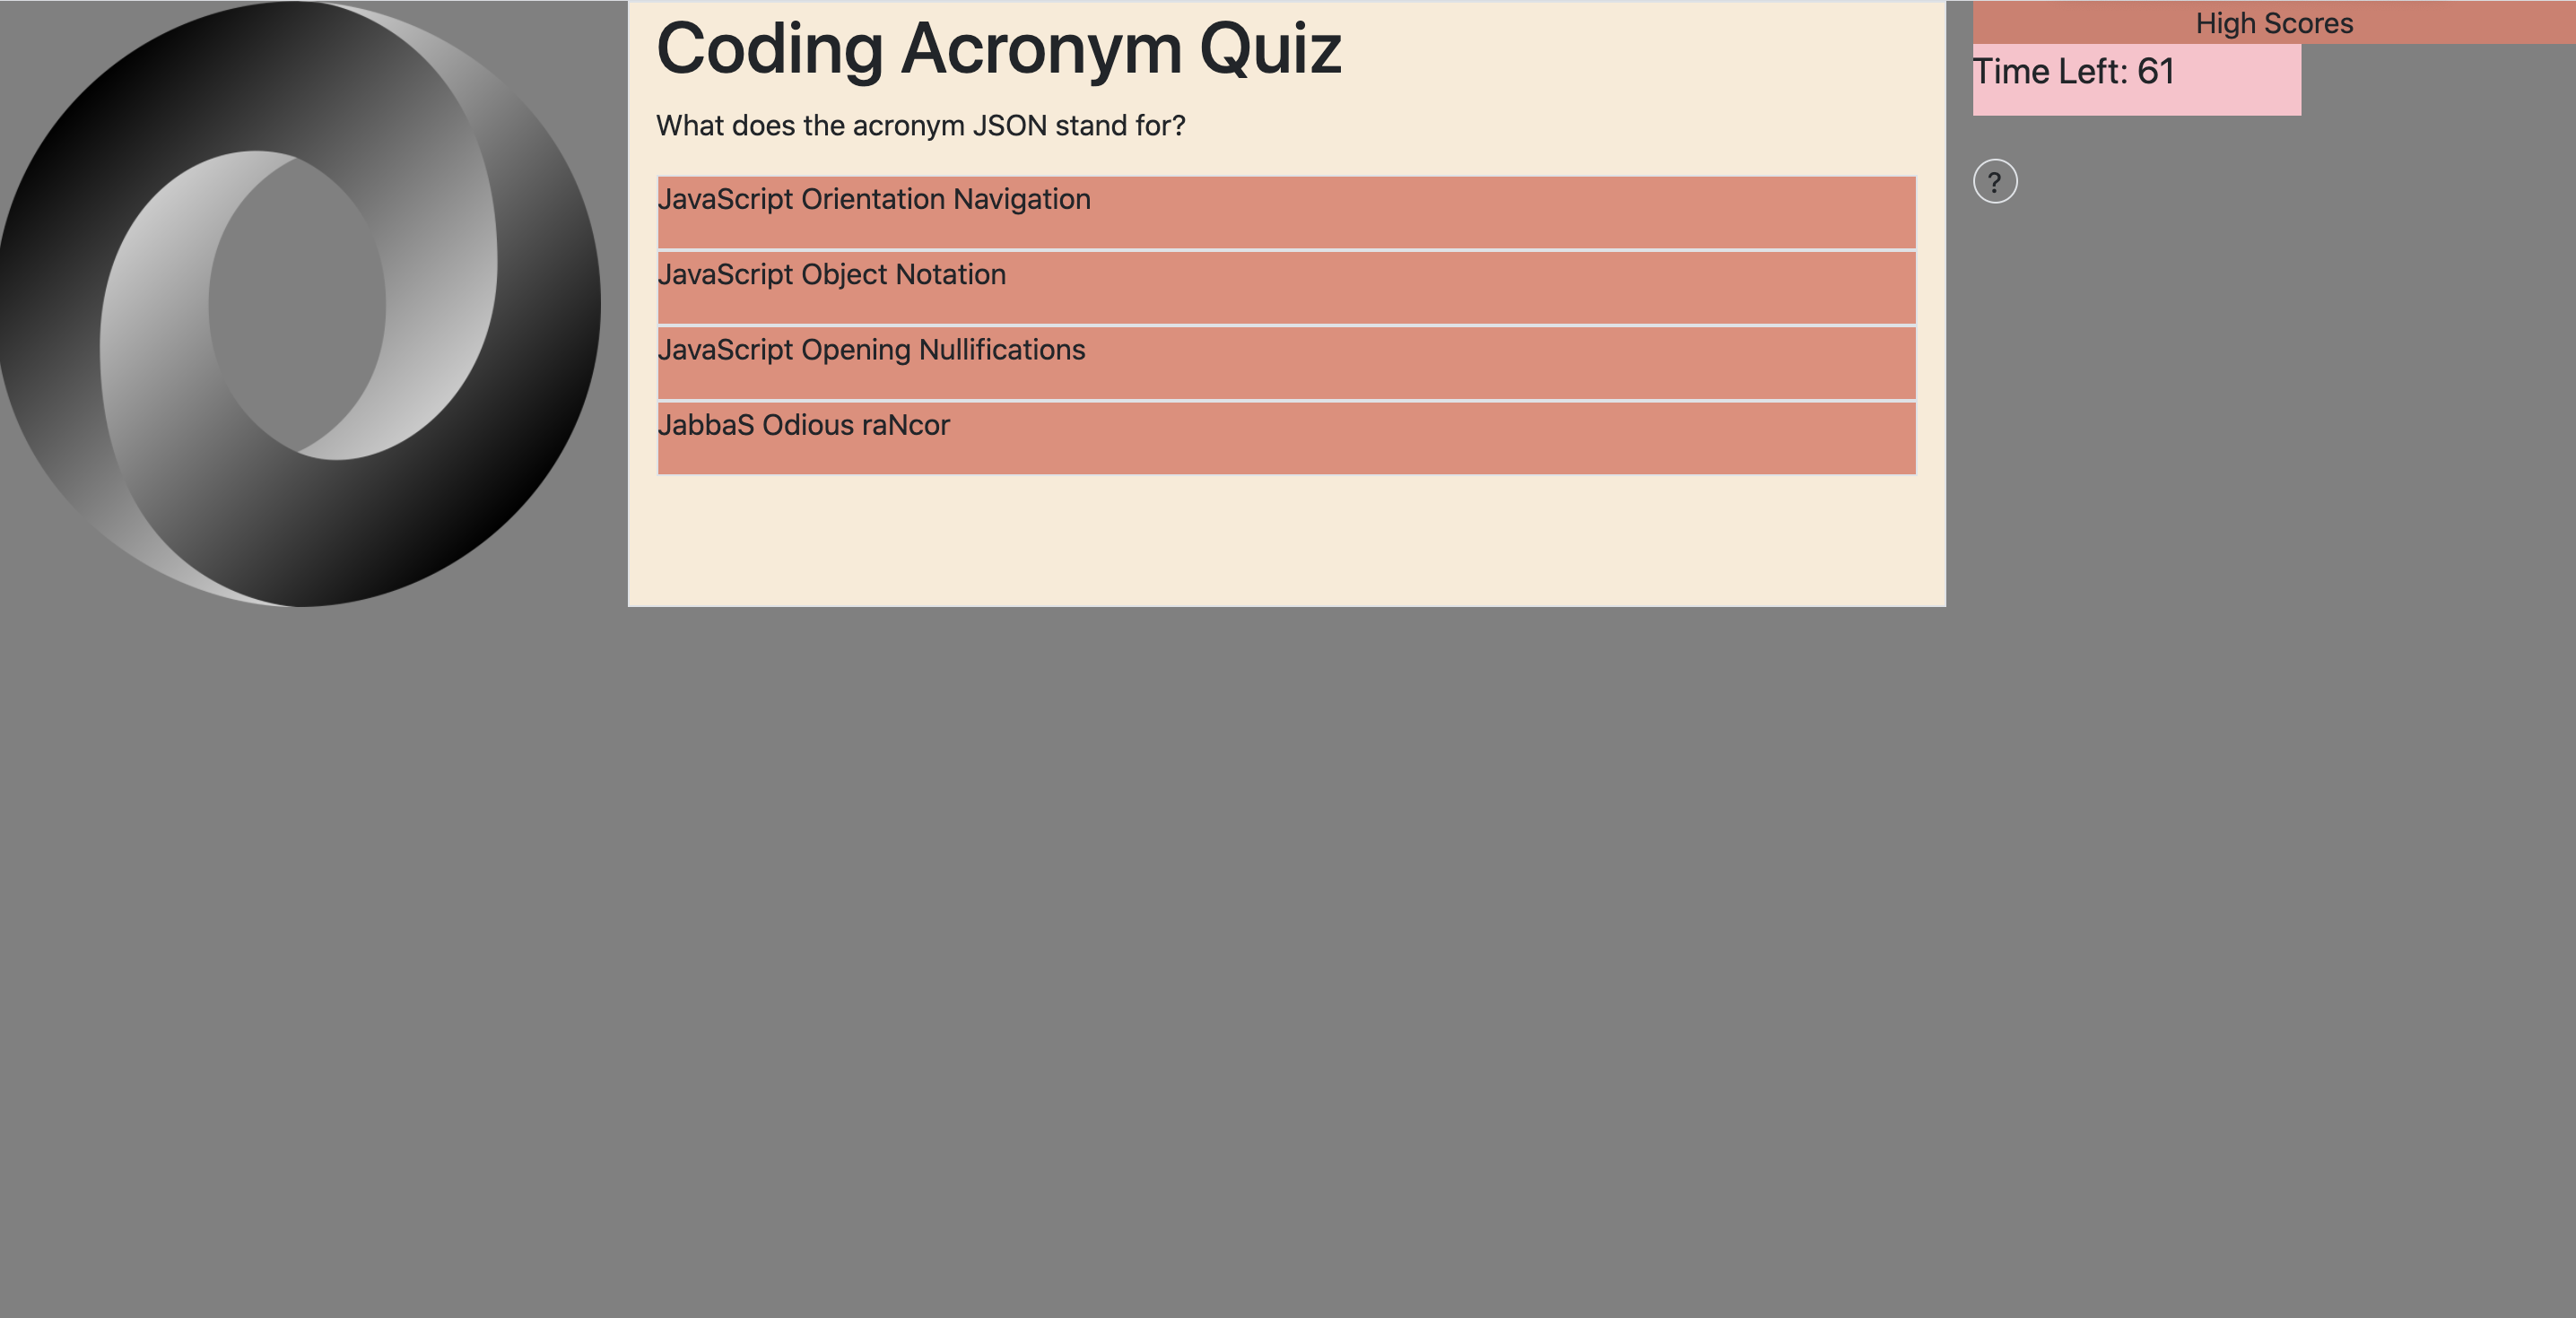 Coding Acronym Quiz
What does the acronym JSON stand for?
JavaScript Orientation Navigation
JavaScript Object Notation
JavaScript Opening Nullifications
JabbaS Odious raNcor
High Scores
Time Left: 61
?